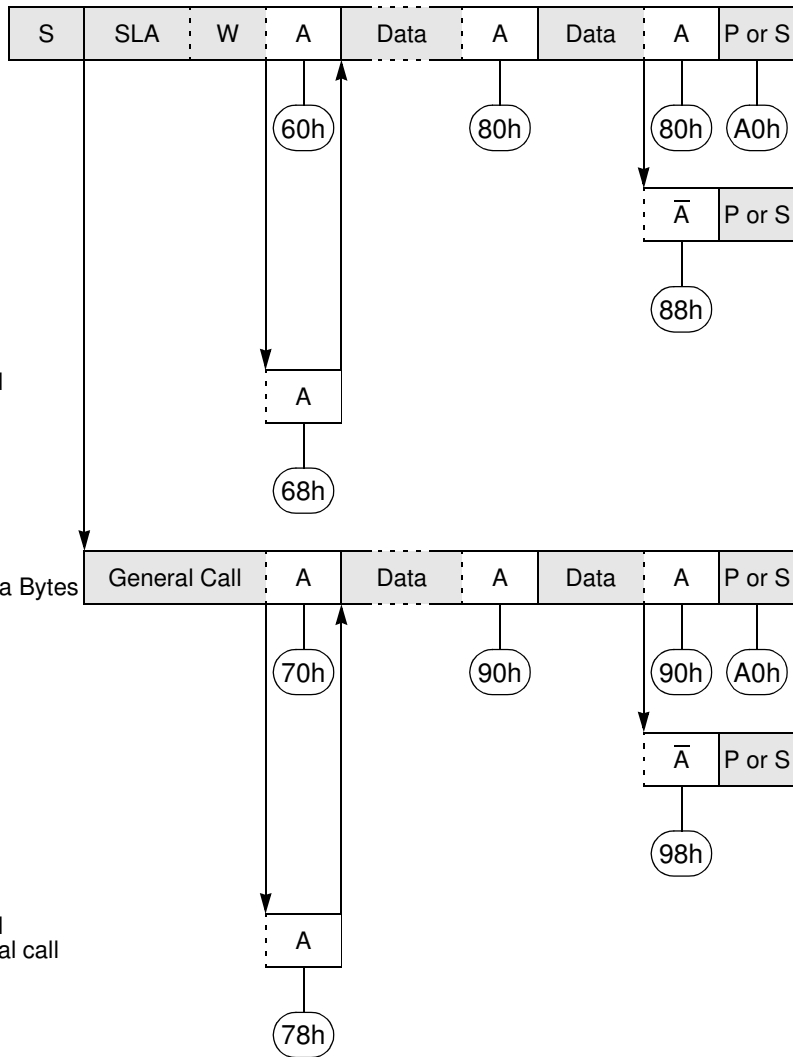 S SLA W A Data A Data A P or S
60h 80h 80h A0h
A̅ P or S
88h
A
68h
a Bytes General Call A Data A Data A P or S
70h 90h 90h A0h
A̅ P or S
98h
A
al call
78h